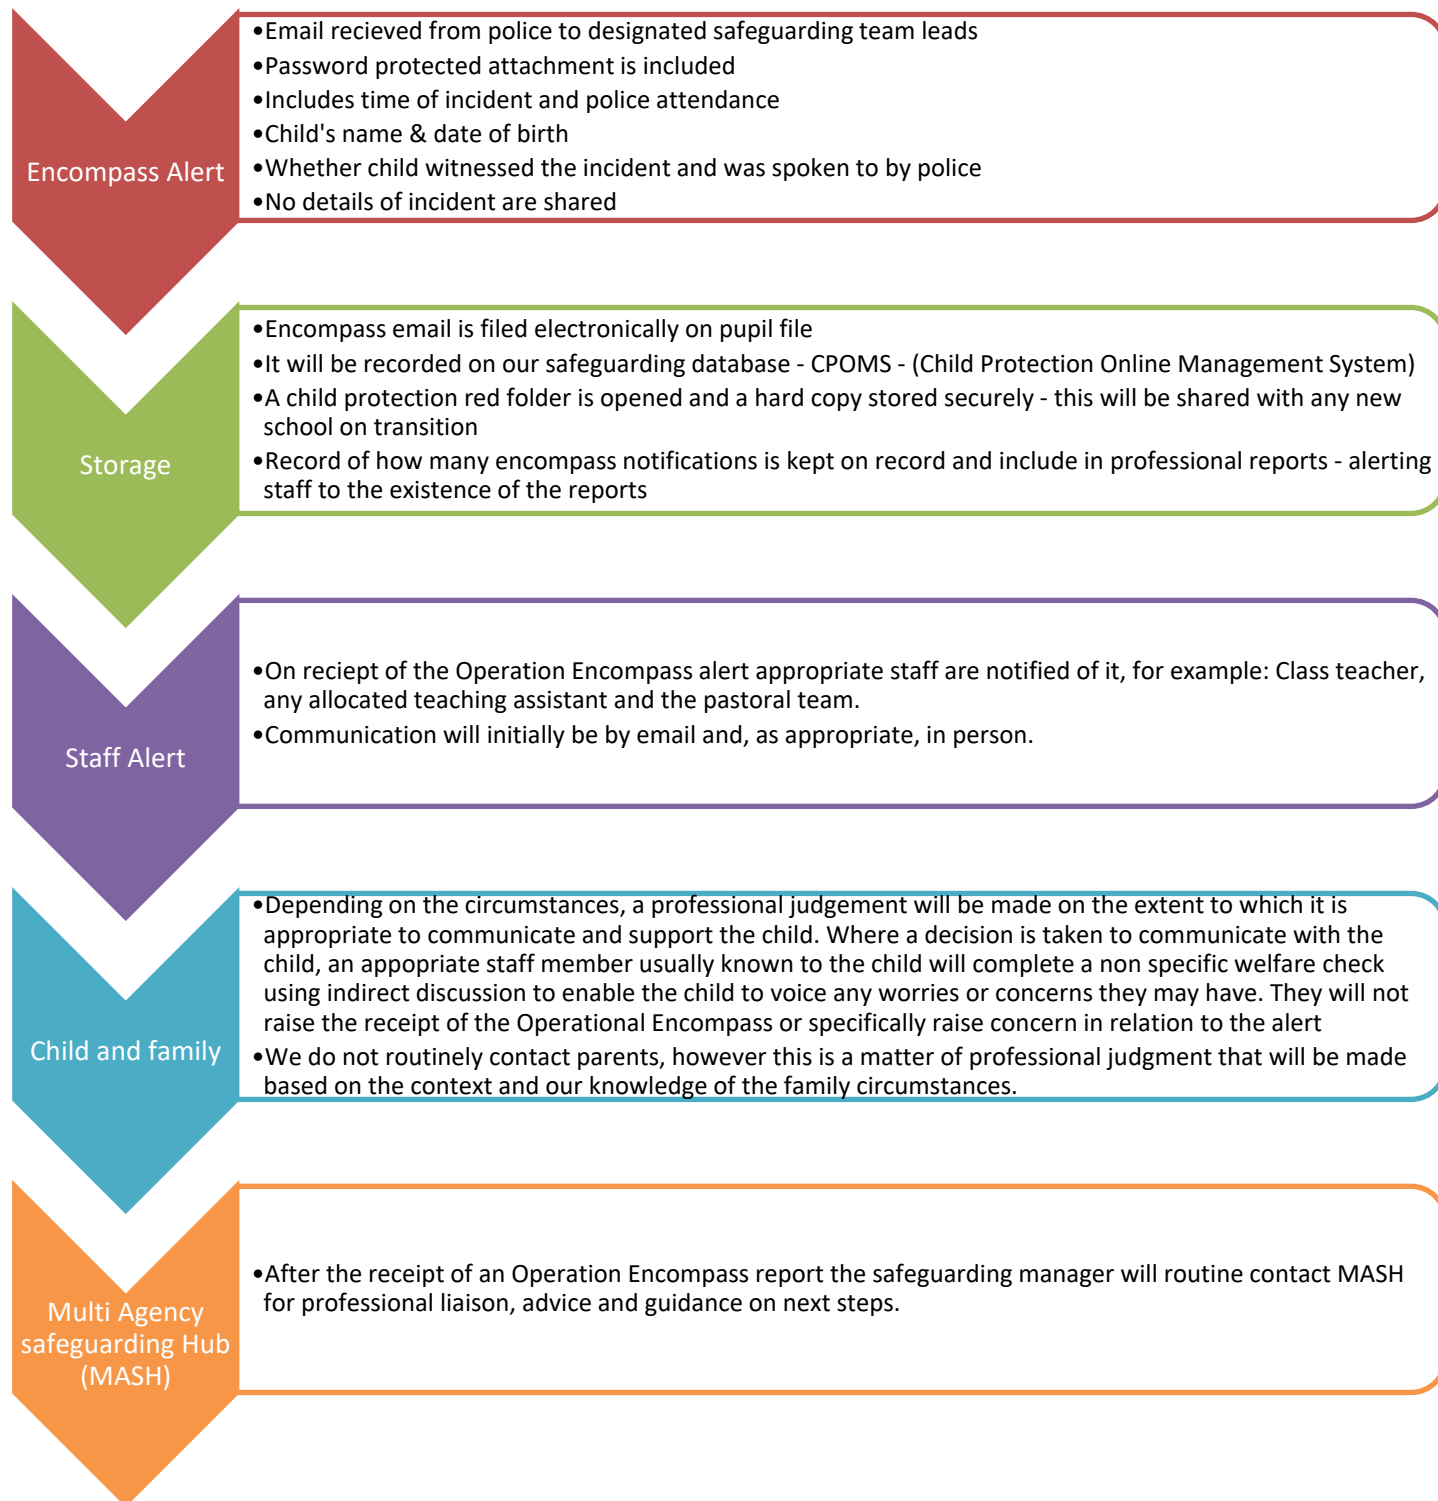 Encompass Alert
•Email recieved from police to designated safeguarding team leads
•Password protected attachment is included
•Includes time of incident and police attendance
•Child's name & date of birth
•Whether child witnessed the incident and was spoken to by police
•No details of incident are shared
Storage
•Encompass email is filed electronically on pupil file
•It will be recorded on our safeguarding database - CPOMS - (Child Protection Online Management System)
•A child protection red folder is opened and a hard copy stored securely - this will be shared with any new
school on transition
•Record of how many encompass notifications is kept on record and include in professional reports - alerting
staff to the existence of the reports
Staff Alert
•On reciept of the Operation Encompass alert appropriate staff are notified of it, for example: Class teacher,
any allocated teaching assistant and the pastoral team.
•Communication will initially be by email and, as appropriate, in person.
Child and family
•Depending on the circumstances, a professional judgement will be made on the extent to which it is
appropriate to communicate and support the child. Where a decision is taken to communicate with the
child, an appopriate staff member usually known to the child will complete a non specific welfare check
using indirect discussion to enable the child to voice any worries or concerns they may have. They will not
raise the receipt of the Operational Encompass or specifically raise concern in relation to the alert
•We do not routinely contact parents, however this is a matter of professional judgment that will be made
based on the context and our knowledge of the family circumstances.
Multi Agency
safeguarding Hub
(MASH)
•After the receipt of an Operation Encompass report the safeguarding manager will routine contact MASH
for professional liaison, advice and guidance on next steps.